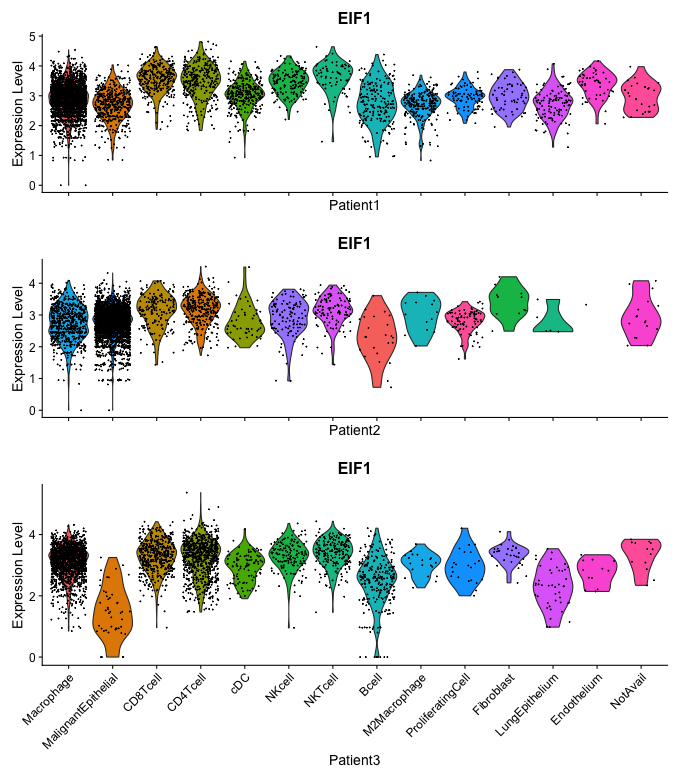 EIF1
Expression Level
5
4
3
2
1
0
Patient1
EIF1
Expression Level
4
3
2
1
0
Patient2
EIF1
Expression Level
4
2
0
Macrophage
MalignantEpithelial
CD8Tcell
CD4Tcell
cDC
NKcell
NKTcell
Bcell
M2Macrophage
ProliferatingCell
Fibroblast
LungEpithelium
Endothelium
NotAvail
Patient3